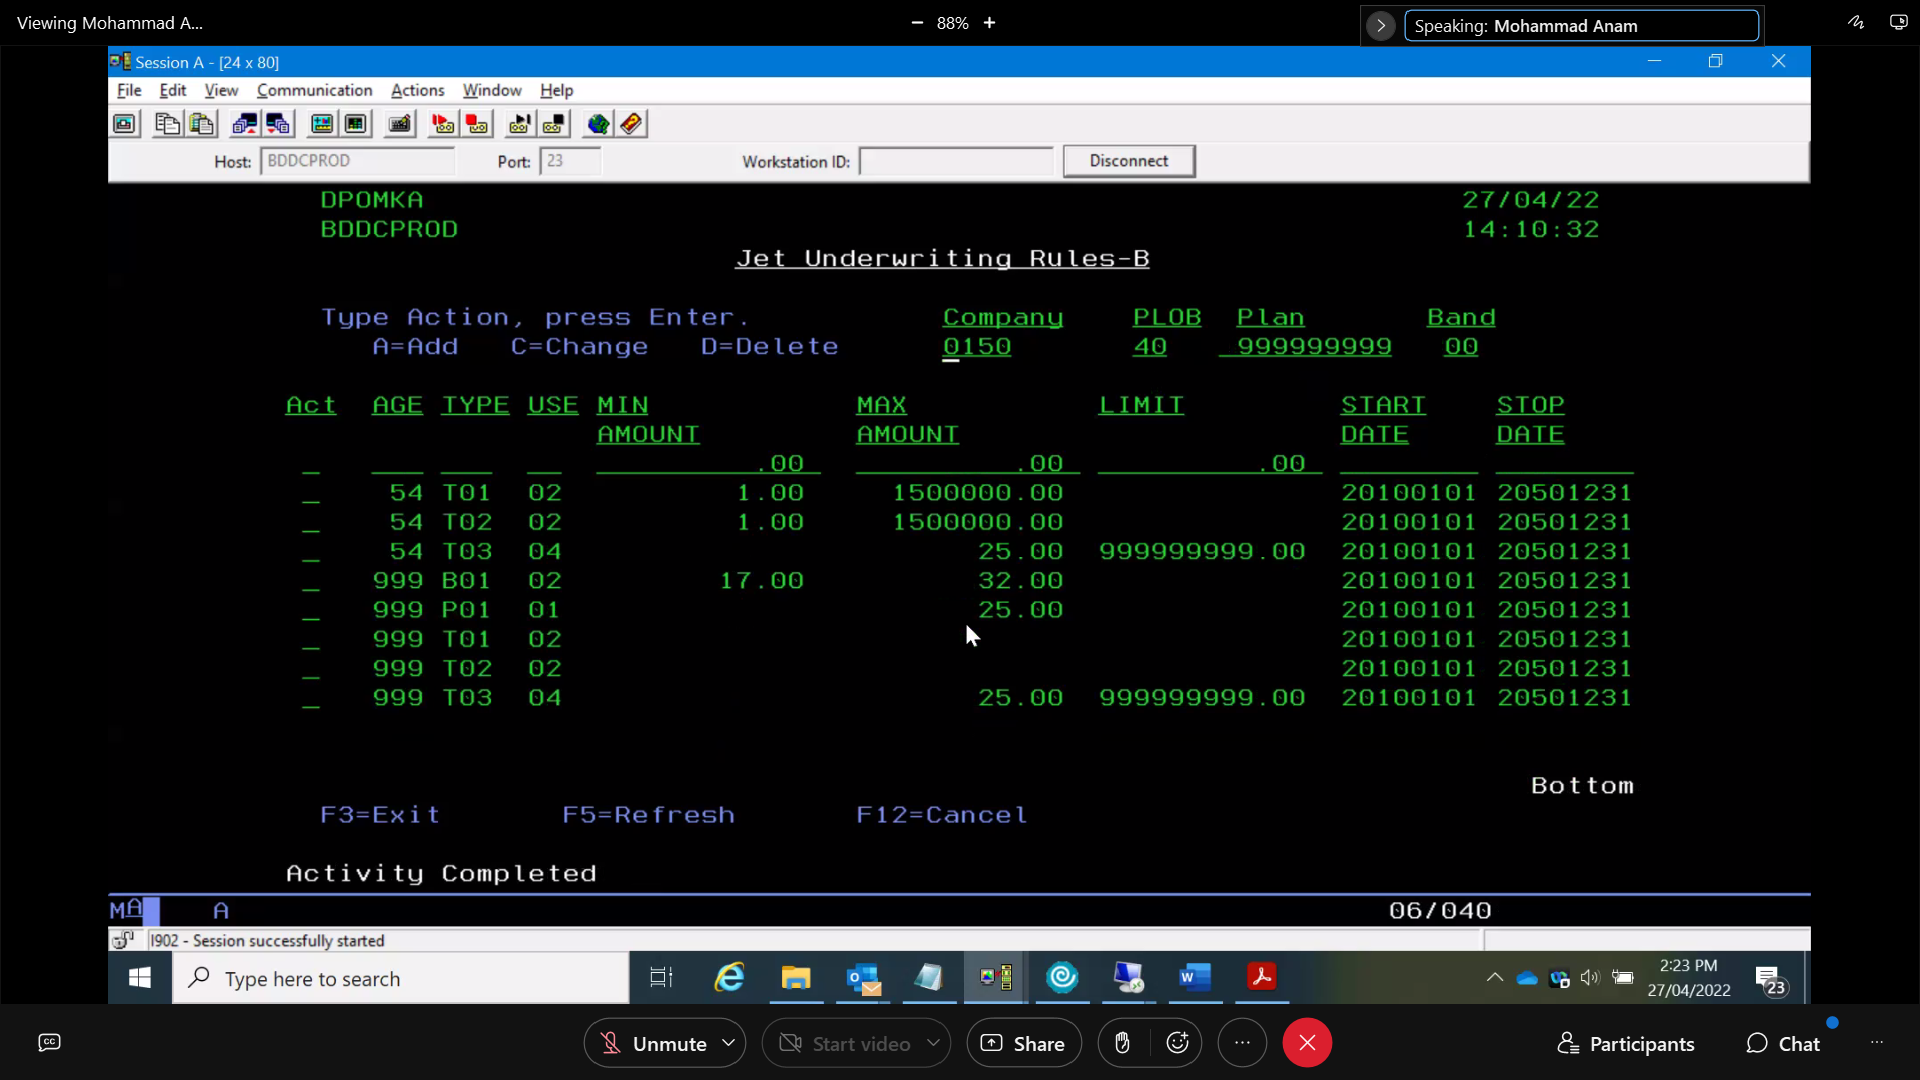 Viewing Mohammad A...
88%
Speaking: Mohammad Anam
Session A - [24 x 80]
File Edit View Communication Actions Window Help
Host: BDDCPROD Port: 23 Workstation ID: Disconnect
DPOMKA 27/04/22
BDDCPROD 14:10:32
Jet Underwriting Rules-B
Type Action, press Enter. Company PLOB Plan Band
A=Add C=Change D=Delete 0150 40 999999999 00
Act AGE TYPE USE MIN MAX LIMIT START STOP
AMOUNT AMOUNT DATE DATE
.00 .00 .00
54 T01 02 1.00 1500000.00 20100101 20501231
54 T02 02 1.00 1500000.00 20100101 20501231
54 T03 04 25.00 999999999.00 20100101 20501231
999 B01 02 17.00 32.00 20100101 20501231
999 P01 01 25.00 20100101 20501231
999 T01 02 20100101 20501231
999 T02 02 20100101 20501231
999 T03 04 25.00 999999999.00 20100101 20501231
Bottom
F3=Exit F5=Refresh F12=Cancel
Activity Completed
MA A 06/040
I902 - Session successfully started
Type here to search
2:23 PM
27/04/2022
23
CC Unmute Start video Share Participants Chat